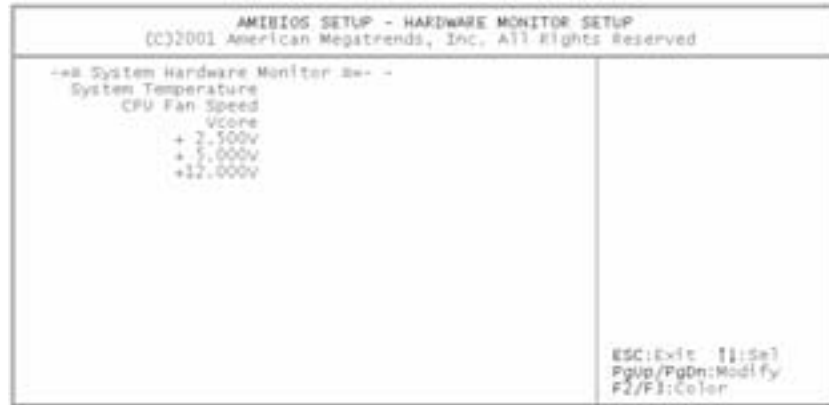 AMIBIOS SETUP - HARDWARE MONITOR SETUP
(C)2001 American Megatrends, Inc. All Rights Reserved
-=≡ System Hardware Monitor ≡=- -
System Temperature
CPU Fan Speed
Vcore
+ 2.500V
+ 5.000V
+12.000V
ESC:Exit ↑↓:Sel
PgUp/PgDn:Modify
F2/F3:Color